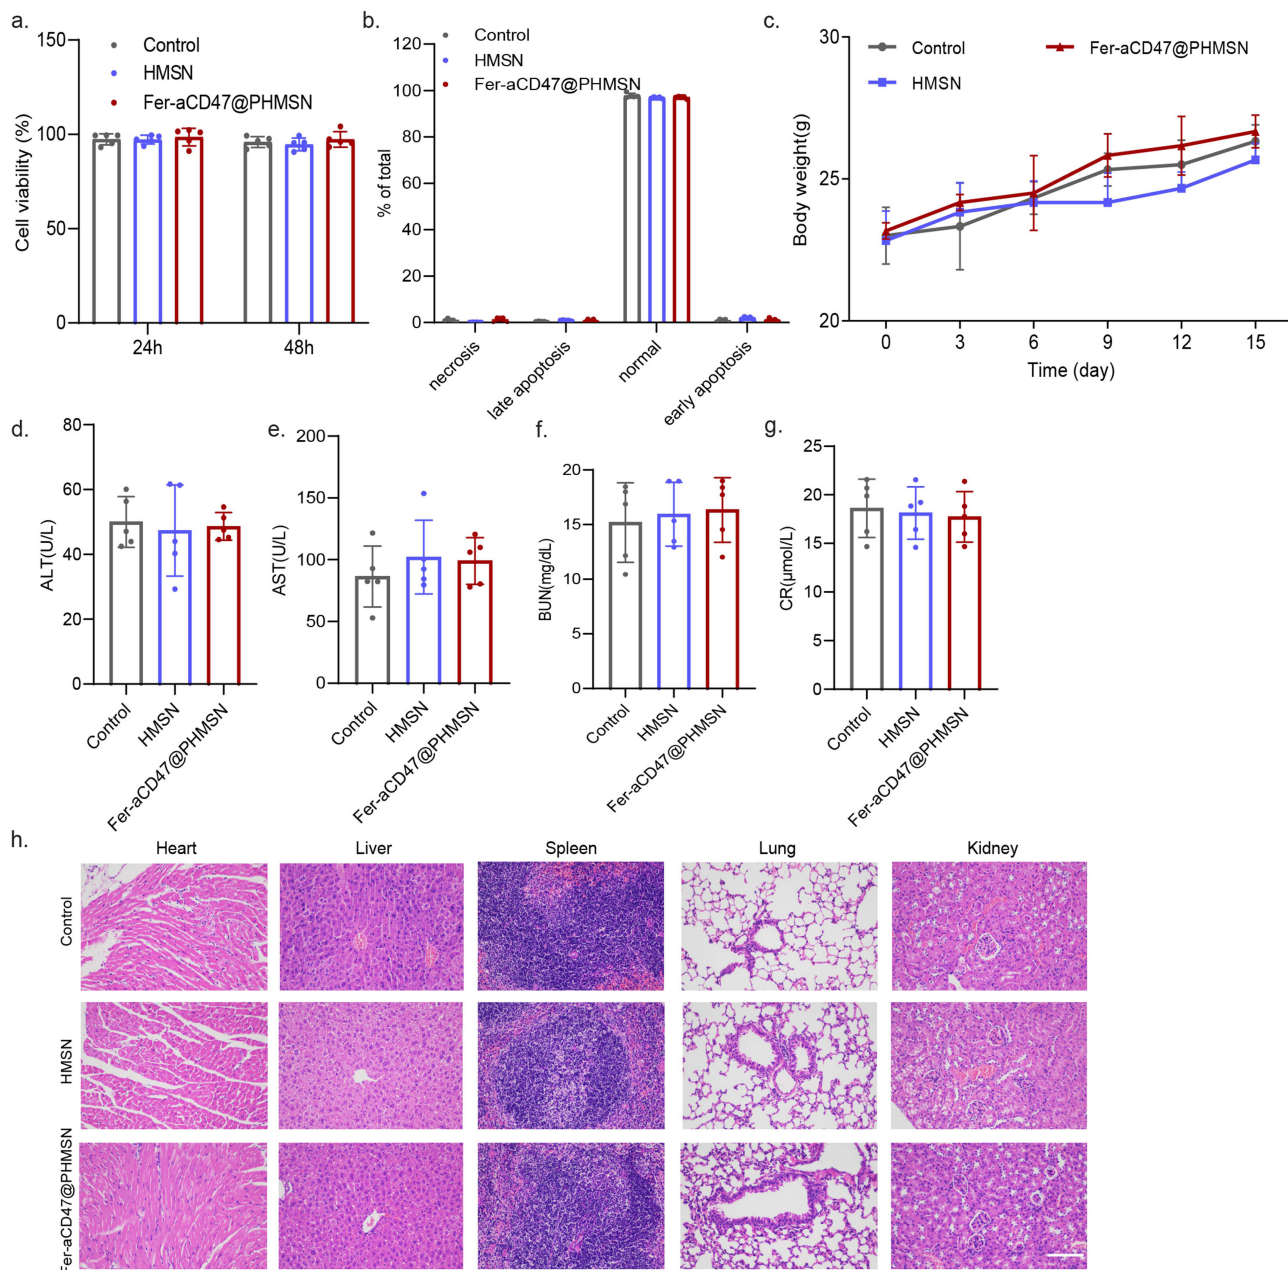 a.
150
100
50
0
Cell viability (%)
Control
HMSN
Fer-aCD47@PHMSN
24h
48h
b.
120
100
80
60
40
20
0
% of total
Control
HMSN
Fer-aCD47@PHMSN
necrosis
late apoptosis
normal
early apoptosis
c.
30
25
20
Body weight(g)
Control
HMSN
Fer-aCD47@PHMSN
0 3 6 9 12 15
Time (day)
d.
80
60
40
20
0
ALT(U/L)
Control
HMSN
Fer-aCD47@PHMSN
e.
200
150
100
50
0
AST(U/L)
Control
HMSN
Fer-aCD47@PHMSN
f.
20
15
10
5
0
BUN(mg/dL)
Control
HMSN
Fer-aCD47@PHMSN
g.
25
20
15
10
5
0
CR(μmol/L)
Control
HMSN
Fer-aCD47@PHMSN
h.
Heart Liver Spleen Lung Kidney
Control
HMSN
Fer-aCD47@PHMSN